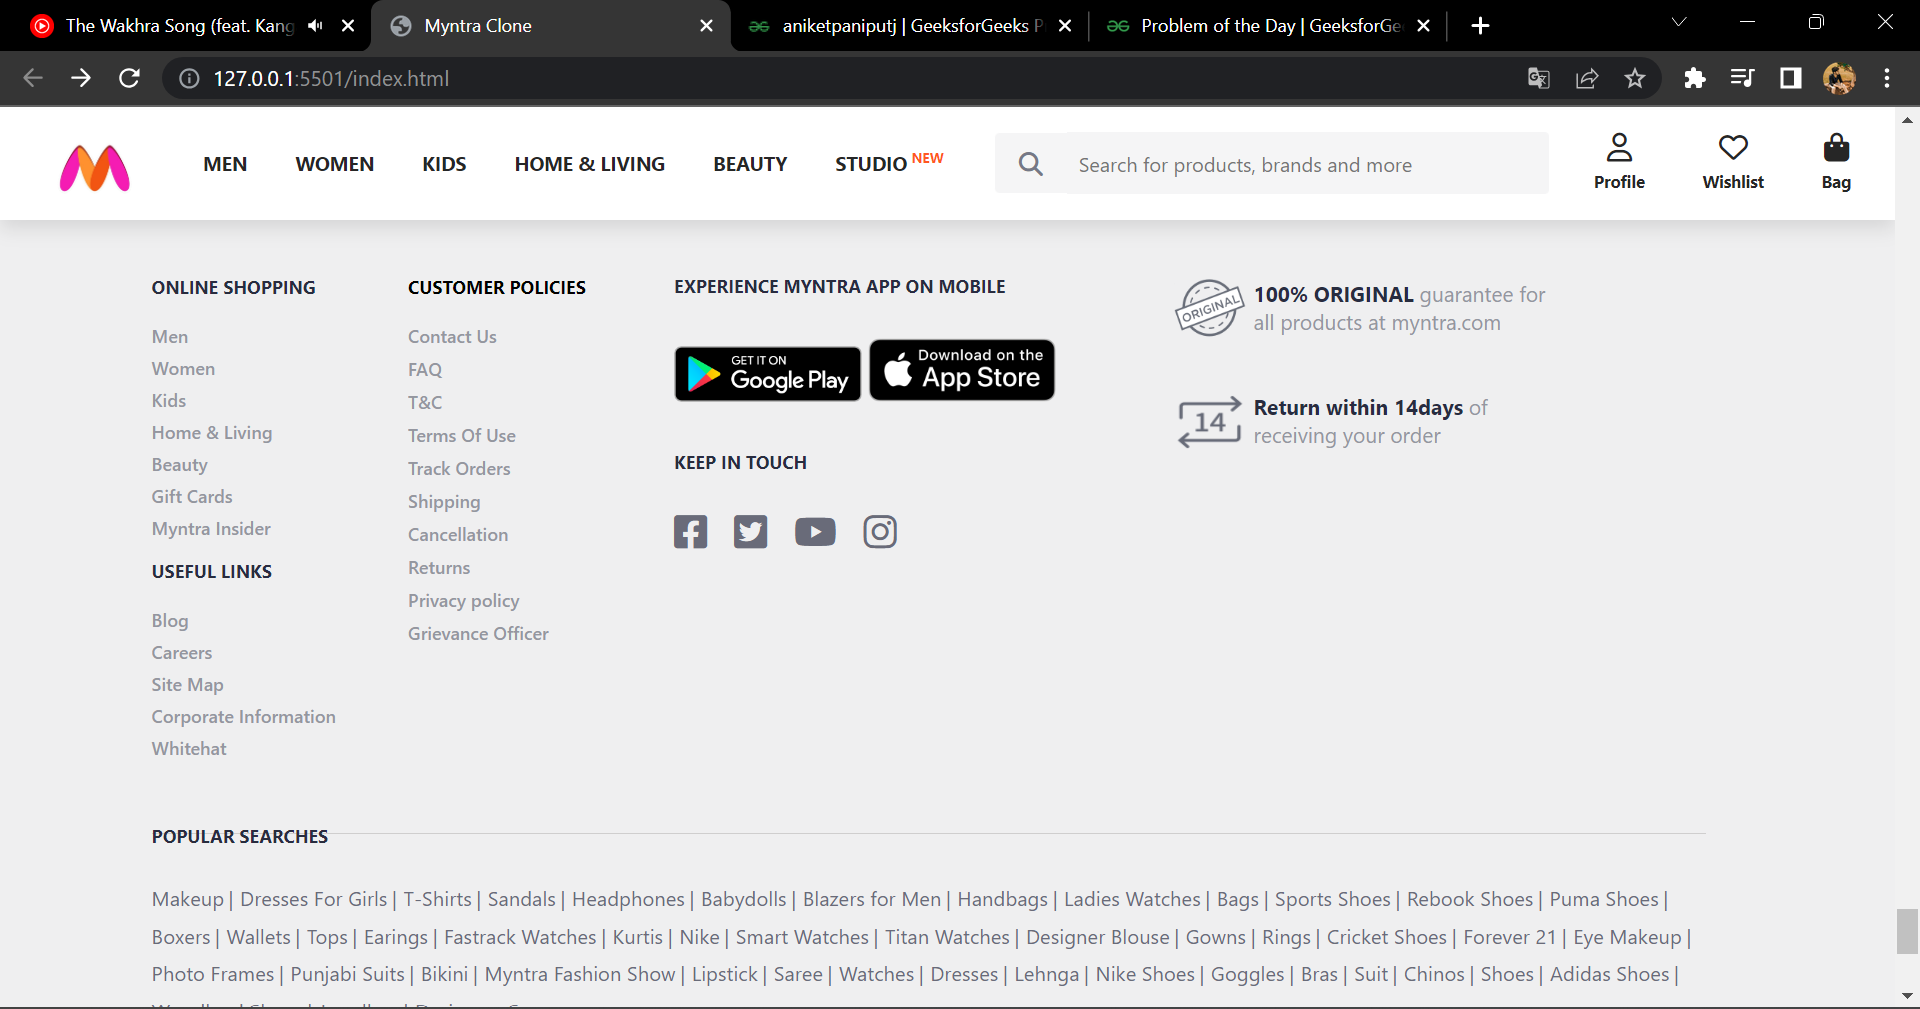 The Wakhra Song (feat. Kang
Myntra Clone
aniketpaniputj | GeeksforGeeks P
Problem of the Day | GeeksforGe
127.0.0.1:5501/index.html
MEN
WOMEN
KIDS
HOME & LIVING
BEAUTY
STUDIO NEW
Search for products, brands and more
Profile
Wishlist
Bag
ONLINE SHOPPING
Men
Women
Kids
Home & Living
Beauty
Gift Cards
Myntra Insider
USEFUL LINKS
Blog
Careers
Site Map
Corporate Information
Whitehat
CUSTOMER POLICIES
Contact Us
FAQ
T&C
Terms Of Use
Track Orders
Shipping
Cancellation
Returns
Privacy policy
Grievance Officer
EXPERIENCE MYNTRA APP ON MOBILE
GET IT ON
Google Play
Download on the
App Store
KEEP IN TOUCH
ORIGINAL
100% ORIGINAL guarantee for
all products at myntra.com
14
Return within 14days of
receiving your order
POPULAR SEARCHES
Makeup | Dresses For Girls | T-Shirts | Sandals | Headphones | Babydolls | Blazers for Men | Handbags | Ladies Watches | Bags | Sports Shoes | Rebook Shoes | Puma Shoes |
Boxers | Wallets | Tops | Earings | Fastrack Watches | Kurtis | Nike | Smart Watches | Titan Watches | Designer Blouse | Gowns | Rings | Cricket Shoes | Forever 21 | Eye Makeup |
Photo Frames | Punjabi Suits | Bikini | Myntra Fashion Show | Lipstick | Saree | Watches | Dresses | Lehnga | Nike Shoes | Goggles | Bras | Suit | Chinos | Shoes | Adidas Shoes |